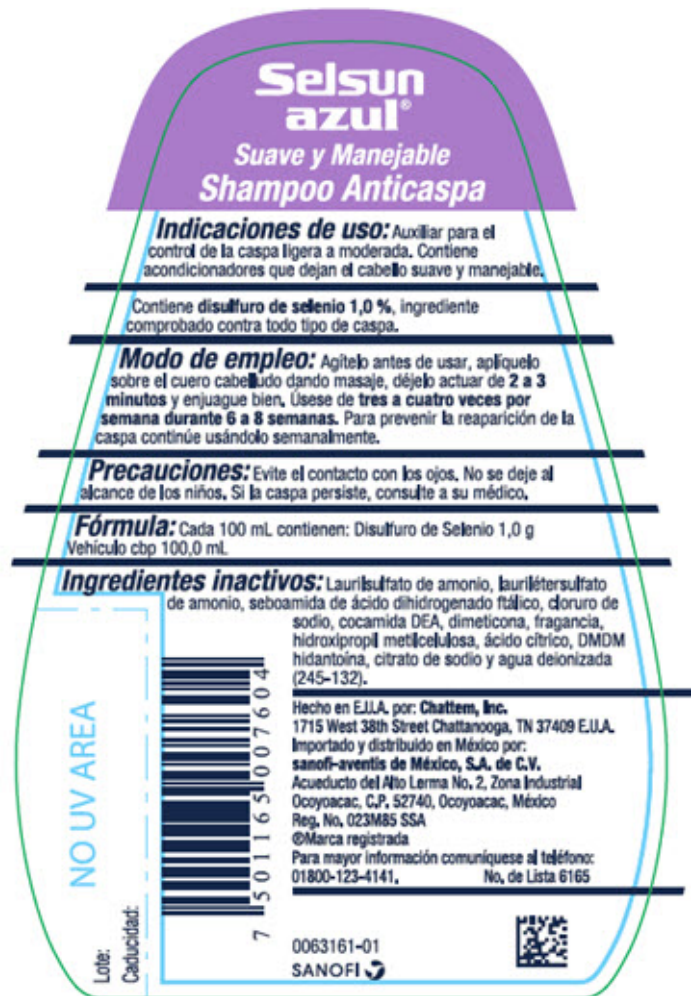 Selsun
azul®
Suave y Manejable
Shampoo Anticaspa
Indicaciones de uso: Auxiliar para el
control de la caspa ligera a moderada. Contiene
acondicionadores que dejan el cabello suave y manejable.
Contiene disulfuro de selenio 1,0 %, ingrediente
comprobado contra todo tipo de caspa.
Modo de empleo: Agítelo antes de usar, aplíquelo
sobre el cuero cabelludo dando masaje, déjelo actuar de 2 a 3
minutos y enjuague bien. Úsese de tres a cuatro veces por
semana durante 6 a 8 semanas. Para prevenir la reaparición de la
caspa continúe usándolo semanalmente.
Precauciones: Evite el contacto con los ojos. No se deje al
alcance de los niños. Si la caspa persiste, consulte a su médico.
Fórmula: Cada 100 mL contienen: Disulfuro de Selenio 1,0 g
Vehículo cbp 100,0 mL
Ingredientes inactivos: Laurilsulfato de amonio, laurilétersulfato
de amonio, seboamida de ácido dihidrogenado ftálico, cloruro de
sodio, cocamida DEA, dimeticona, fragancia,
hidroxipropil metilcelulosa, ácido cítrico, DMDM
hidantoína, citrato de sodio y agua deionizada
(245-132).
Hecho en E.U.A. por: Chattem, Inc.
1715 West 38th Street Chattanooga, TN 37409 E.U.A.
Importado y distribuido en México por:
sanofi-aventis de México, S.A. de C.V.
Acueducto del Alto Lerma No. 2, Zona Industrial
Ocoyoacac, C.P. 52740, Ocoyoacac, México
Reg. No. 023M85 SSA
®Marca registrada
Para mayor información comuníquese al teléfono:
01800-123-4141. No. de Lista 6165
0063161-01
SANOFI
7 501165 007604
NO UV AREA
Lote:
Caducidad: